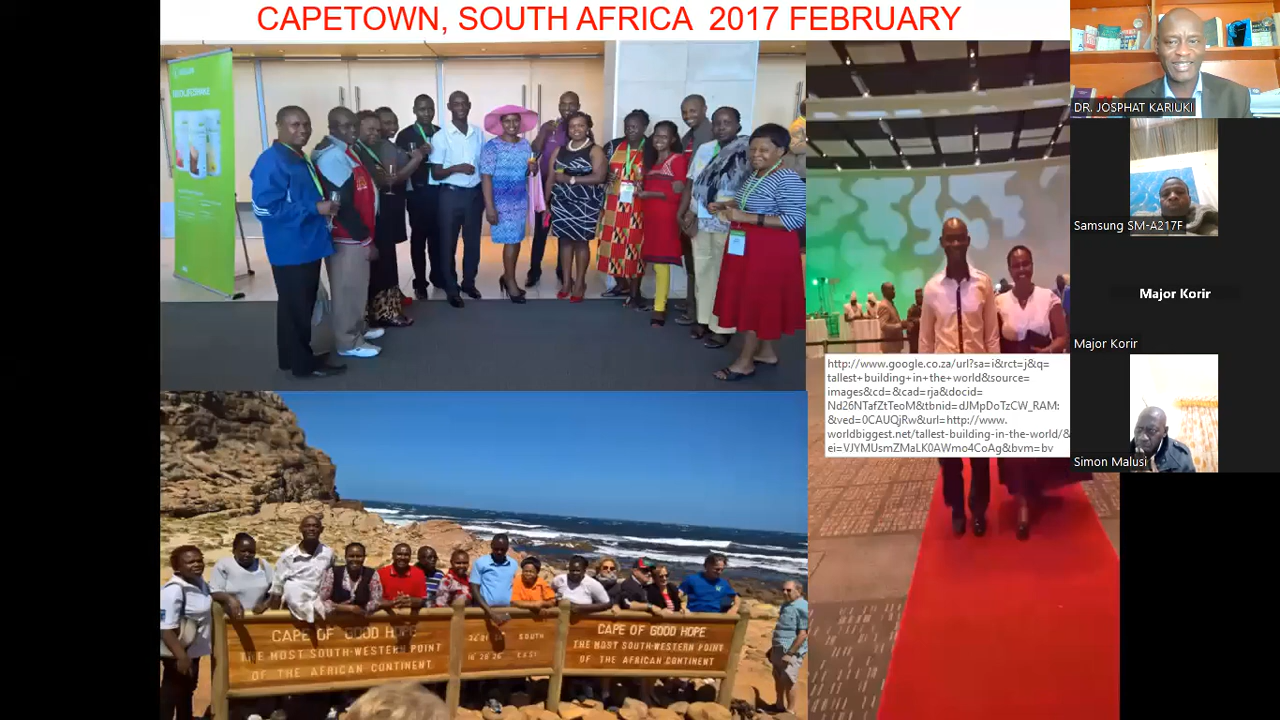 CAPETOWN, SOUTH AFRICA  2017 FEBRUARY
DR. JOSPHAT KARIUKI
Samsung SM-A217F
Major Korir
Major Korir
Simon Malusi
http://www.google.co.za/url?sa=i&rct=j&q=
tallest+building+in+the+world&source=
images&cd=&cad=rja&docid=
Nd26NTafZtTeoM&tbnid=dJMpDoTzCW_RAM:
&ved=0CAUQjRw&url=http://www.
worldbiggest.net/tallest-building-in-the-world/&
ei=VJYMUsmZMaLK0AWmo4CoAg&bvm=bv
CAPE OF GOOD HOPE
THE MOST SOUTH-WESTERN POINT
OF THE AFRICAN CONTINENT
SOUTH
EAST
CAPE OF GOOD HOPE
THE MOST SOUTH-WESTERN POINT
OF THE AFRICAN CONTINENT